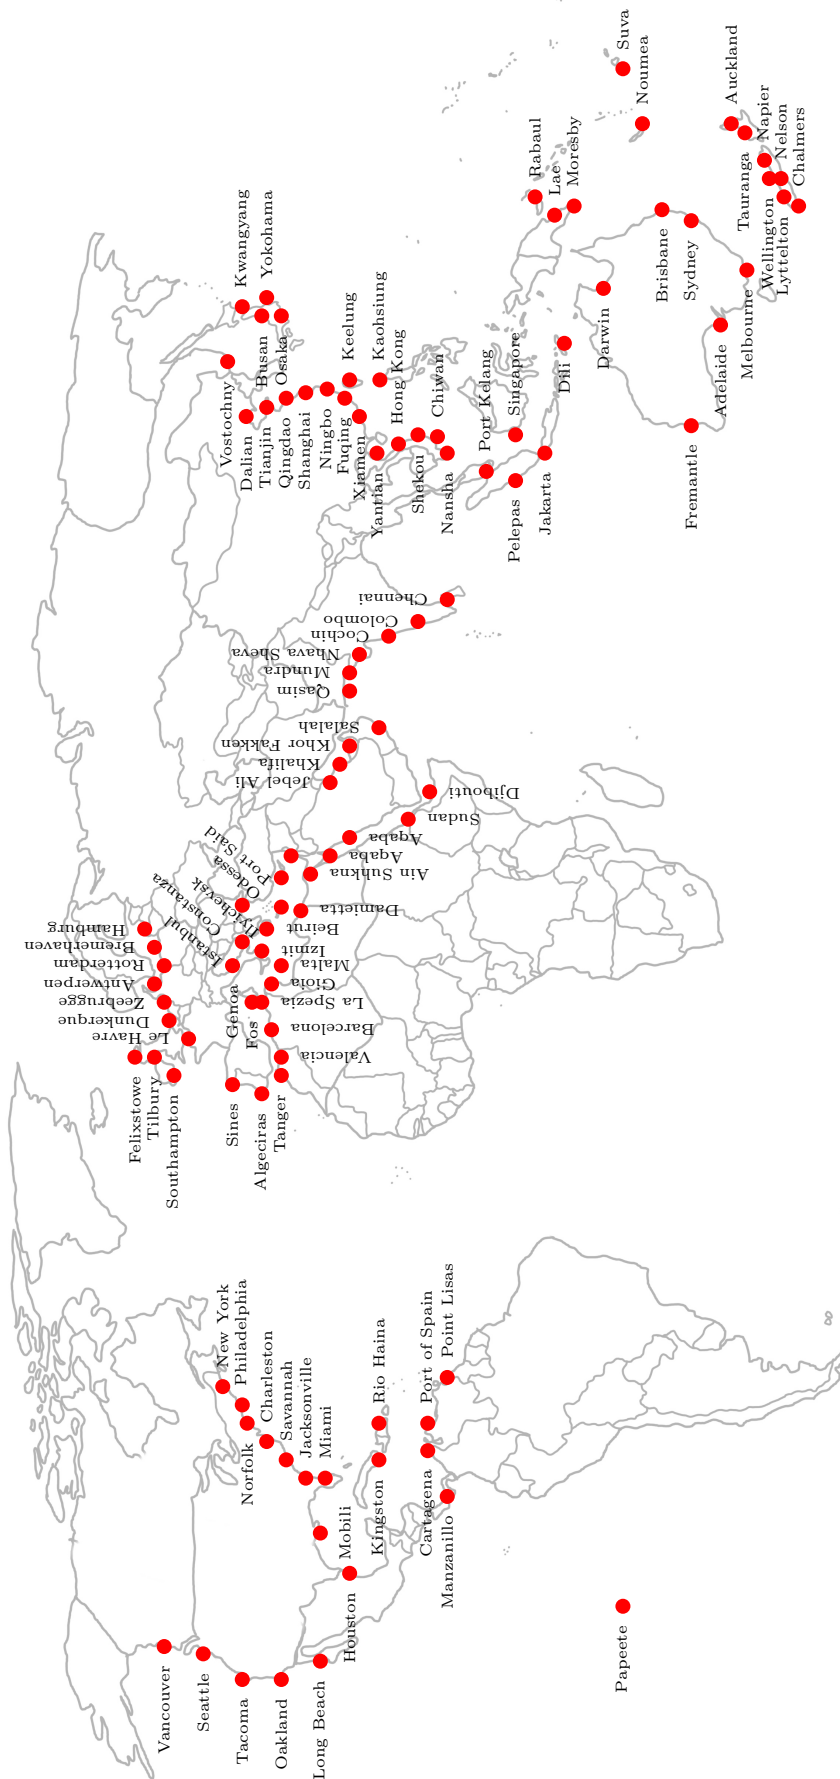 Vancouver
Seattle
Tacoma
Oakland
Long Beach
Houston
Mobili
Miami
Jacksonville
Savannah
Charleston
Norfolk
Philadelphia
New York
Kingston
Rio Haina
Cartagena
Manzanillo
Port of Spain
Point Lisas
Papeete
Felixstowe
Tilbury
Southampton
Le Havre
Dunkerque
Zeebrugge
Antwerpen
Rotterdam
Bremerhaven
Hamburg
Sines
Algeciras
Tanger
Valencia
Barcelona
Fos
Genoa
La Spezia
Gioia
Malta
Istanbul
Izmit
Constanza
Ilyichevsk
Odessa
Beirut
Damietta
Port Said
Ain Suhkna
Aqaba
Aqaba
Sudan
Djibouti
Jebel Ali
Khalifa
Khor Fakken
Salalah
Qasim
Mundra
Nhava Sheva
Cochin
Colombo
Chennai
Vostochny
Dalian
Tianjin
Qingdao
Shanghai
Ningbo
Fuqing
Xiamen
Yantian
Shekou
Nansha
Chiwan
Hong Kong
Kaohsiung
Keelung
Busan
Osaka
Kwangyang
Yokohama
Port Kelang
Singapore
Pelepas
Jakarta
Dili
Darwin
Fremantle
Adelaide
Melbourne
Sydney
Brisbane
Rabaul
Lae
Moresby
Noumea
Suva
Auckland
Tauranga
Napier
Wellington
Nelson
Lyttelton
Chalmers